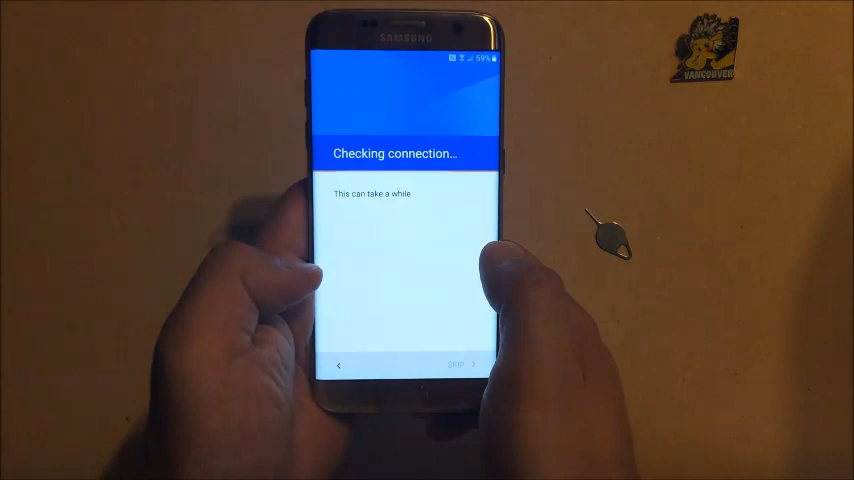 SAMSUNG
59%
Checking connection...
This can take a while
SKIP
VANCOUVER